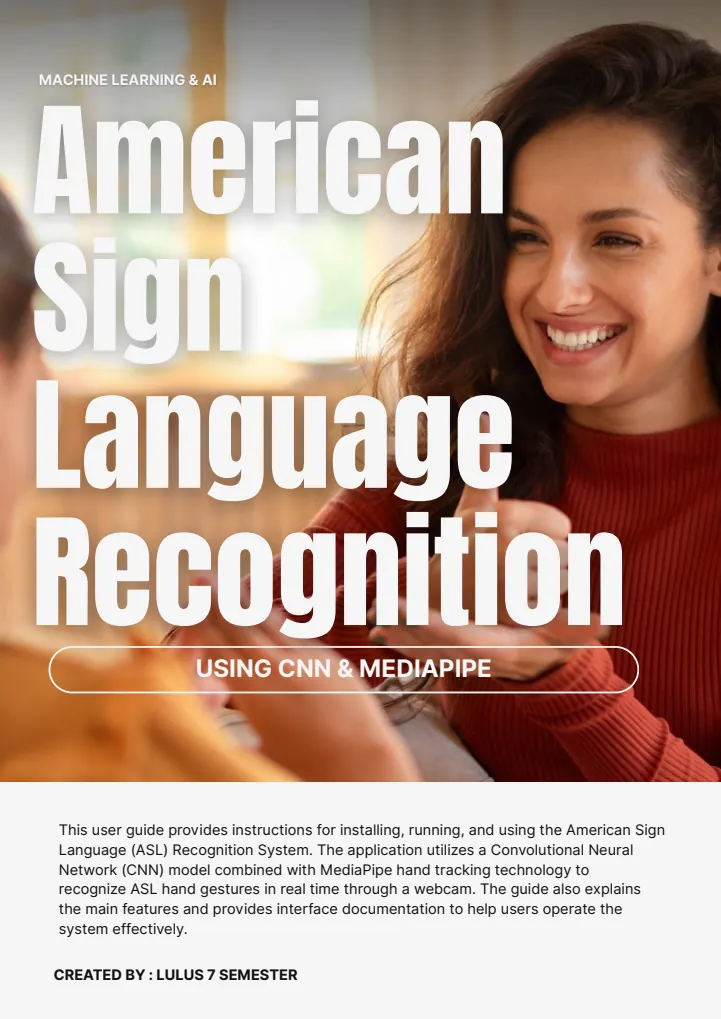 MACHINE LEARNING & AI
American
Sign
Language
Recognition
USING CNN & MEDIAPIPE
This user guide provides instructions for installing, running, and using the American Sign
Language (ASL) Recognition System. The application utilizes a Convolutional Neural
Network (CNN) model combined with MediaPipe hand tracking technology to
recognize ASL hand gestures in real time through a webcam. The guide also explains
the main features and provides interface documentation to help users operate the
system effectively.
CREATED BY : LULUS 7 SEMESTER